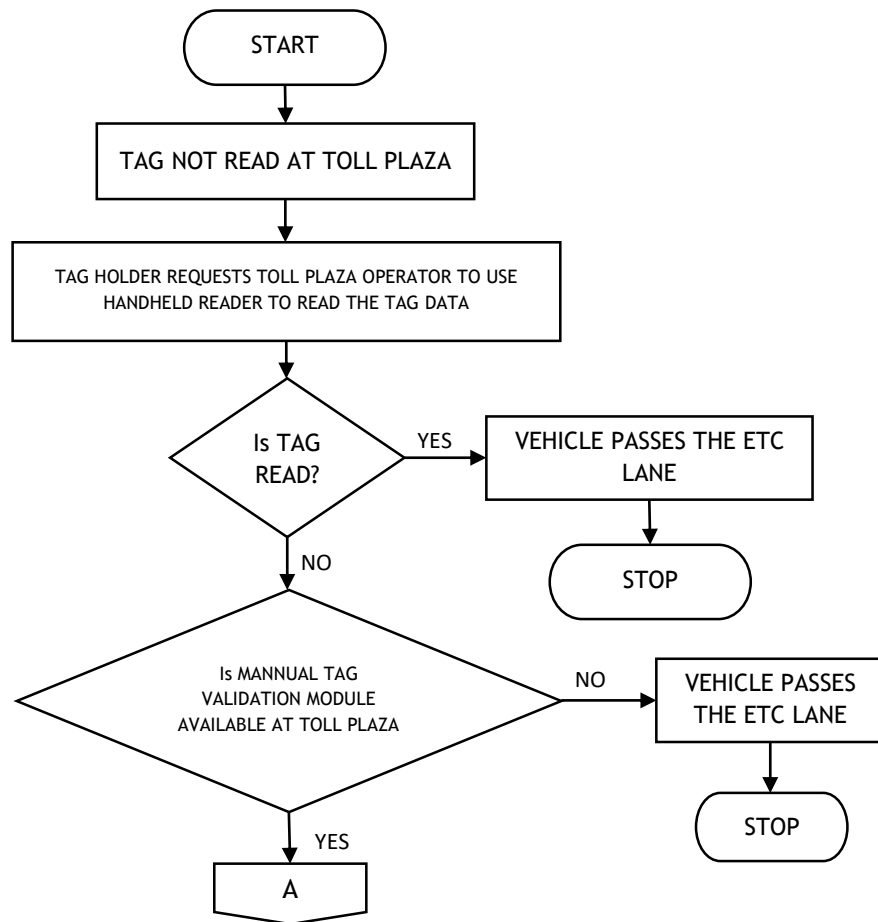 START
TAG NOT READ AT TOLL PLAZA
TAG HOLDER REQUESTS TOLL PLAZA OPERATOR TO USE
HANDHELD READER TO READ THE TAG DATA
Is TAG
READ?
YES
VEHICLE PASSES THE ETC
LANE
STOP
NO
Is MANNUAL TAG
VALIDATION MODULE
AVAILABLE AT TOLL PLAZA
NO
VEHICLE PASSES
THE ETC LANE
STOP
YES
A